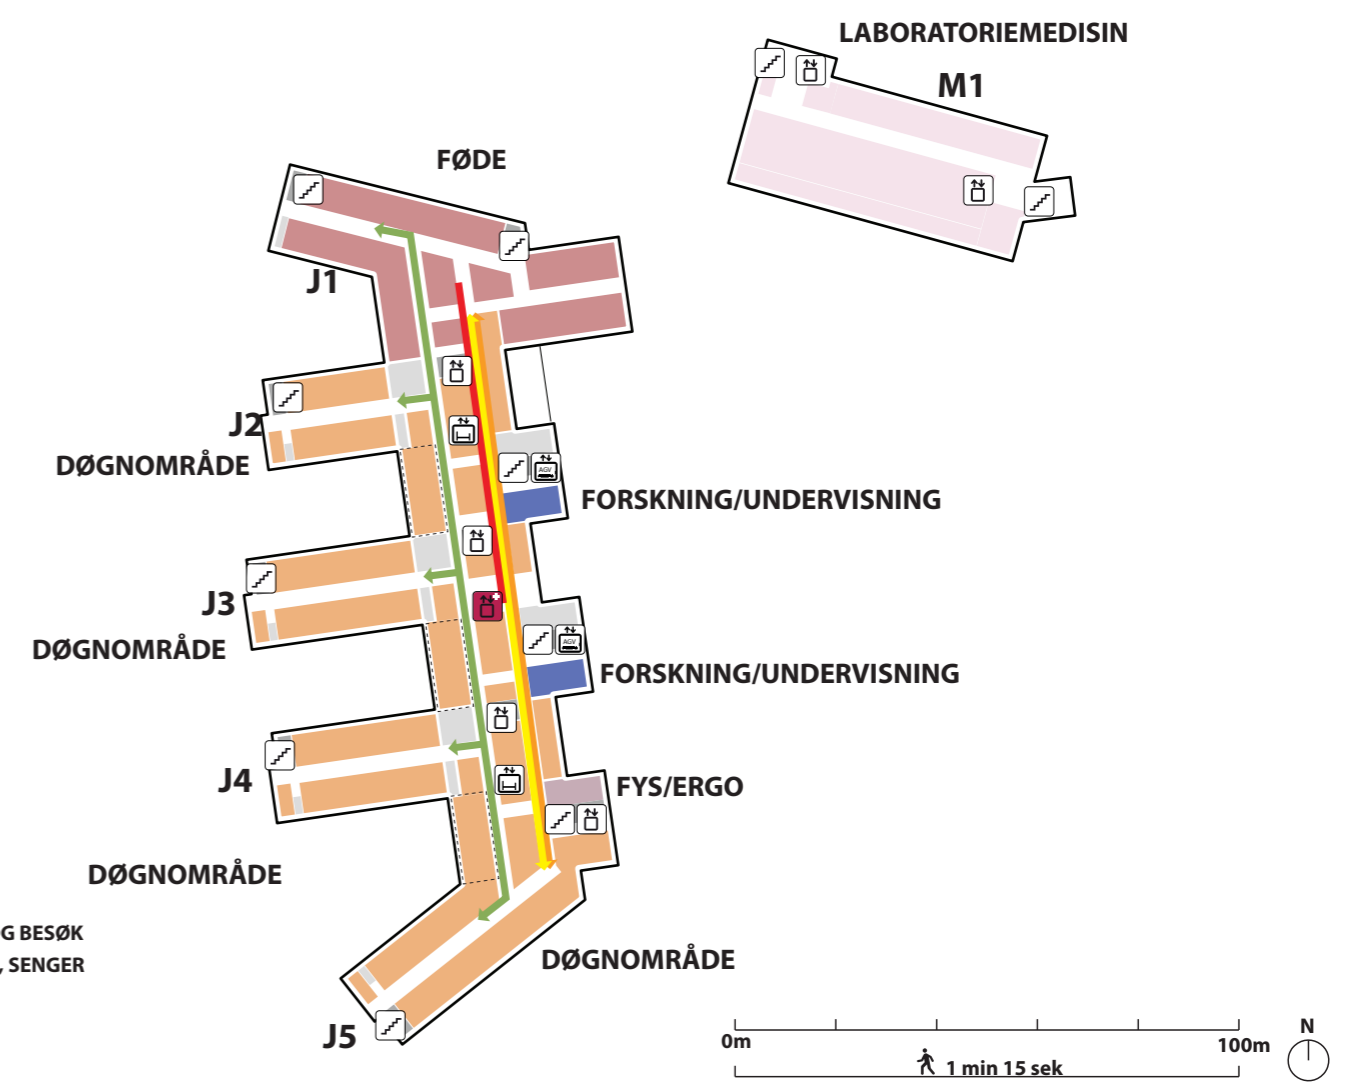 LABORATORIEMEDISIN
M1
FØDE
J1
J2
DØGNOMRÅDE
AGV
FORSKNING/UNDERVISNING
J3
DØGNOMRÅDE
AGV
FORSKNING/UNDERVISNING
J4
FYS/ERGO
DØGNOMRÅDE
G BESØK
, SENGER
DØGNOMRÅDE
J5
0m
100m
1 min 15 sek
N